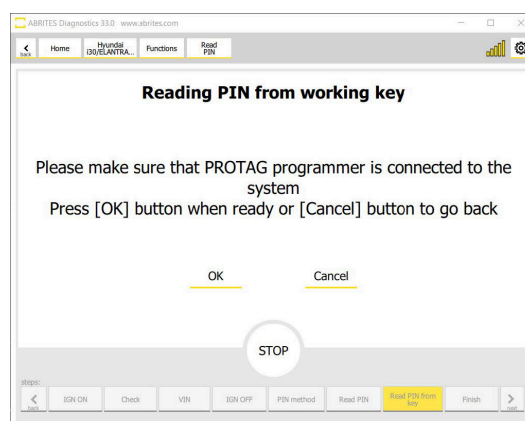 ABRITES Diagnostics 33.0 www.abrites.com
back
Home
Hyundai
i30/ELANTRA...
Functions
Read
PIN
Reading PIN from working key
Please make sure that PROTAG programmer is connected to the
system
Press [OK] button when ready or [Cancel] button to go back
OK Cancel
STOP
steps:
back
IGN ON
Check
VIN
IGN OFF
PIN method
Read PIN
Read PIN from
key
Finish
next